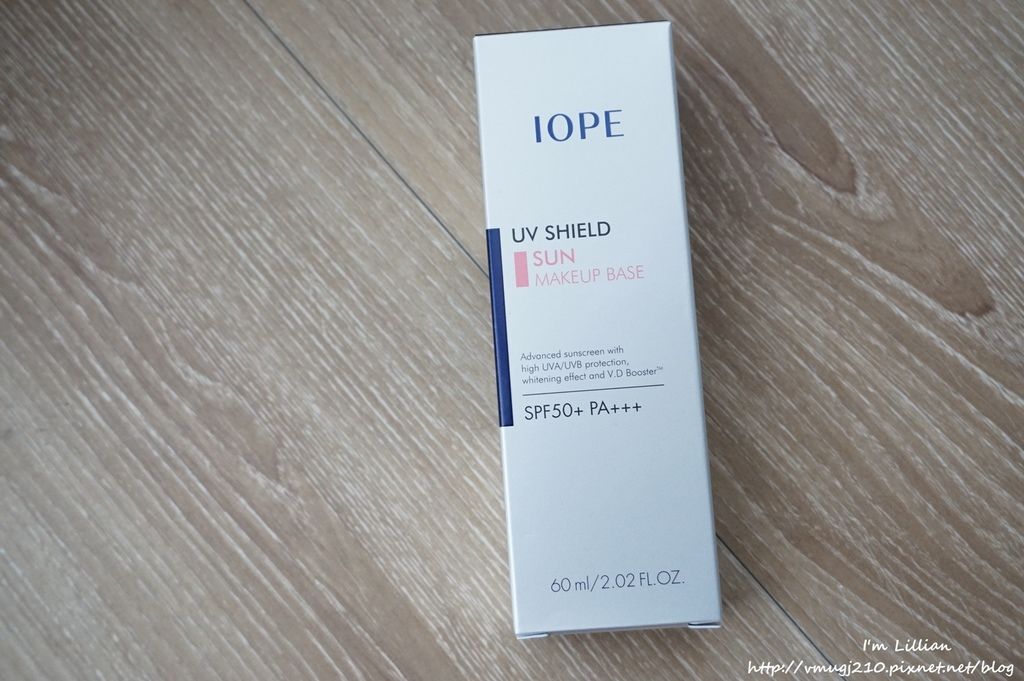 IOPE
UV SHIELD
SUN
MAKEUP BASE
Advanced sunscreen with
high UVA/UVB protection,
whitening effect and V.D Booster™
SPF50+ PA+++
60 ml/2.02 FL.OZ.
I'm Lillian
http://vmugj210.pixnet.net/blog